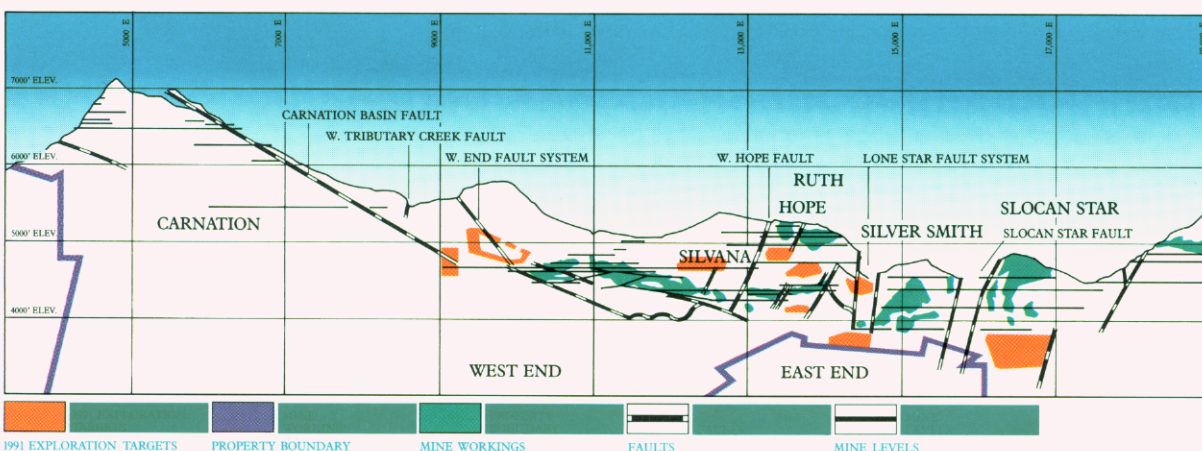 5000 E
7000 E
9000 E
11,000 E
13,000 E
15,000 E
17,000 E
7000' ELEV.
CARNATION BASIN FAULT
W. TRIBUTARY CREEK FAULT
6000' ELEV.
W. END FAULT SYSTEM
W. HOPE FAULT
LONE STAR FAULT SYSTEM
RUTH
HOPE
SLOCAN STAR
CARNATION
SILVER SMITH
SLOCAN STAR FAULT
5000' ELEV.
SILVANA
4000' ELEV.
WEST END
EAST END
1991 EXPLORATION TARGETS
PROPERTY BOUNDARY
MINE WORKINGS
FAULTS
MINE LEVELS